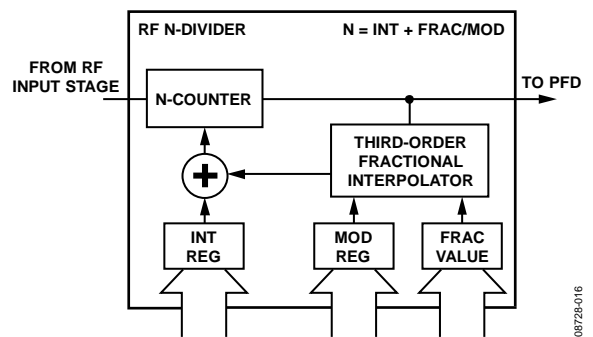 RF N-DIVIDER
N = INT + FRAC/MOD
FROM RF
INPUT STAGE
N-COUNTER
TO PFD
THIRD-ORDER
FRACTIONAL
INTERPOLATOR
+
INT
REG
MOD
REG
FRAC
VALUE
08728-016